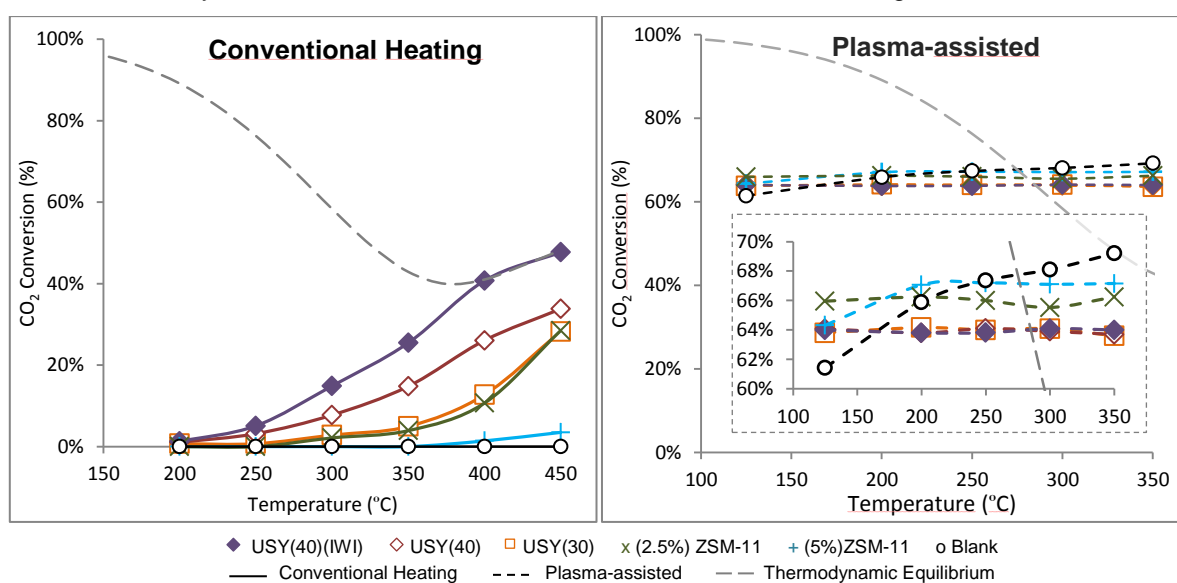 Conventional Heating
100%
80%
60%
40%
20%
0%
CO2 Conversion (%)
150 200 250 300 350 400 450
Temperature (°C)
Plasma-assisted
100%
80%
60%
40%
20%
0%
CO2 Conversion (%)
70%
68%
66%
64%
62%
60%
100 200 250 300 350
100 200 250 300 350
Temperature (°C)
USY(40)(IWI) USY(40) USY(30) x (2.5%) ZSM-11 + (5%)ZSM-11 o Blank
Conventional Heating Plasma-assisted Thermodynamic Equilibrium